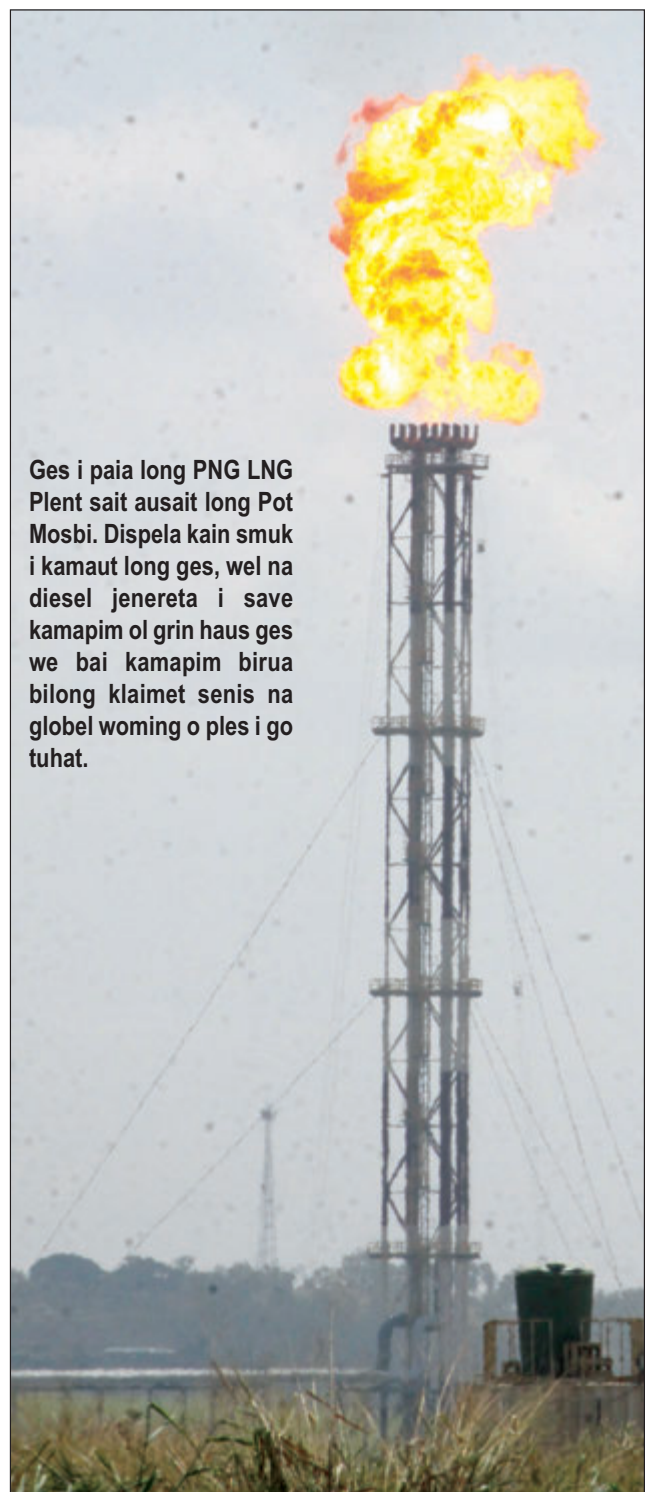 Ges i paia long PNG LNG
Plent sait ausait long Pot
Mosbi. Dispela kain smuk
i kamaut long ges, wel na
diesel jenereta i save
kamapim ol grin haus ges
we bai kamapim birua
bilong klaimet senis na
globel woming o ples i go
tuhat.